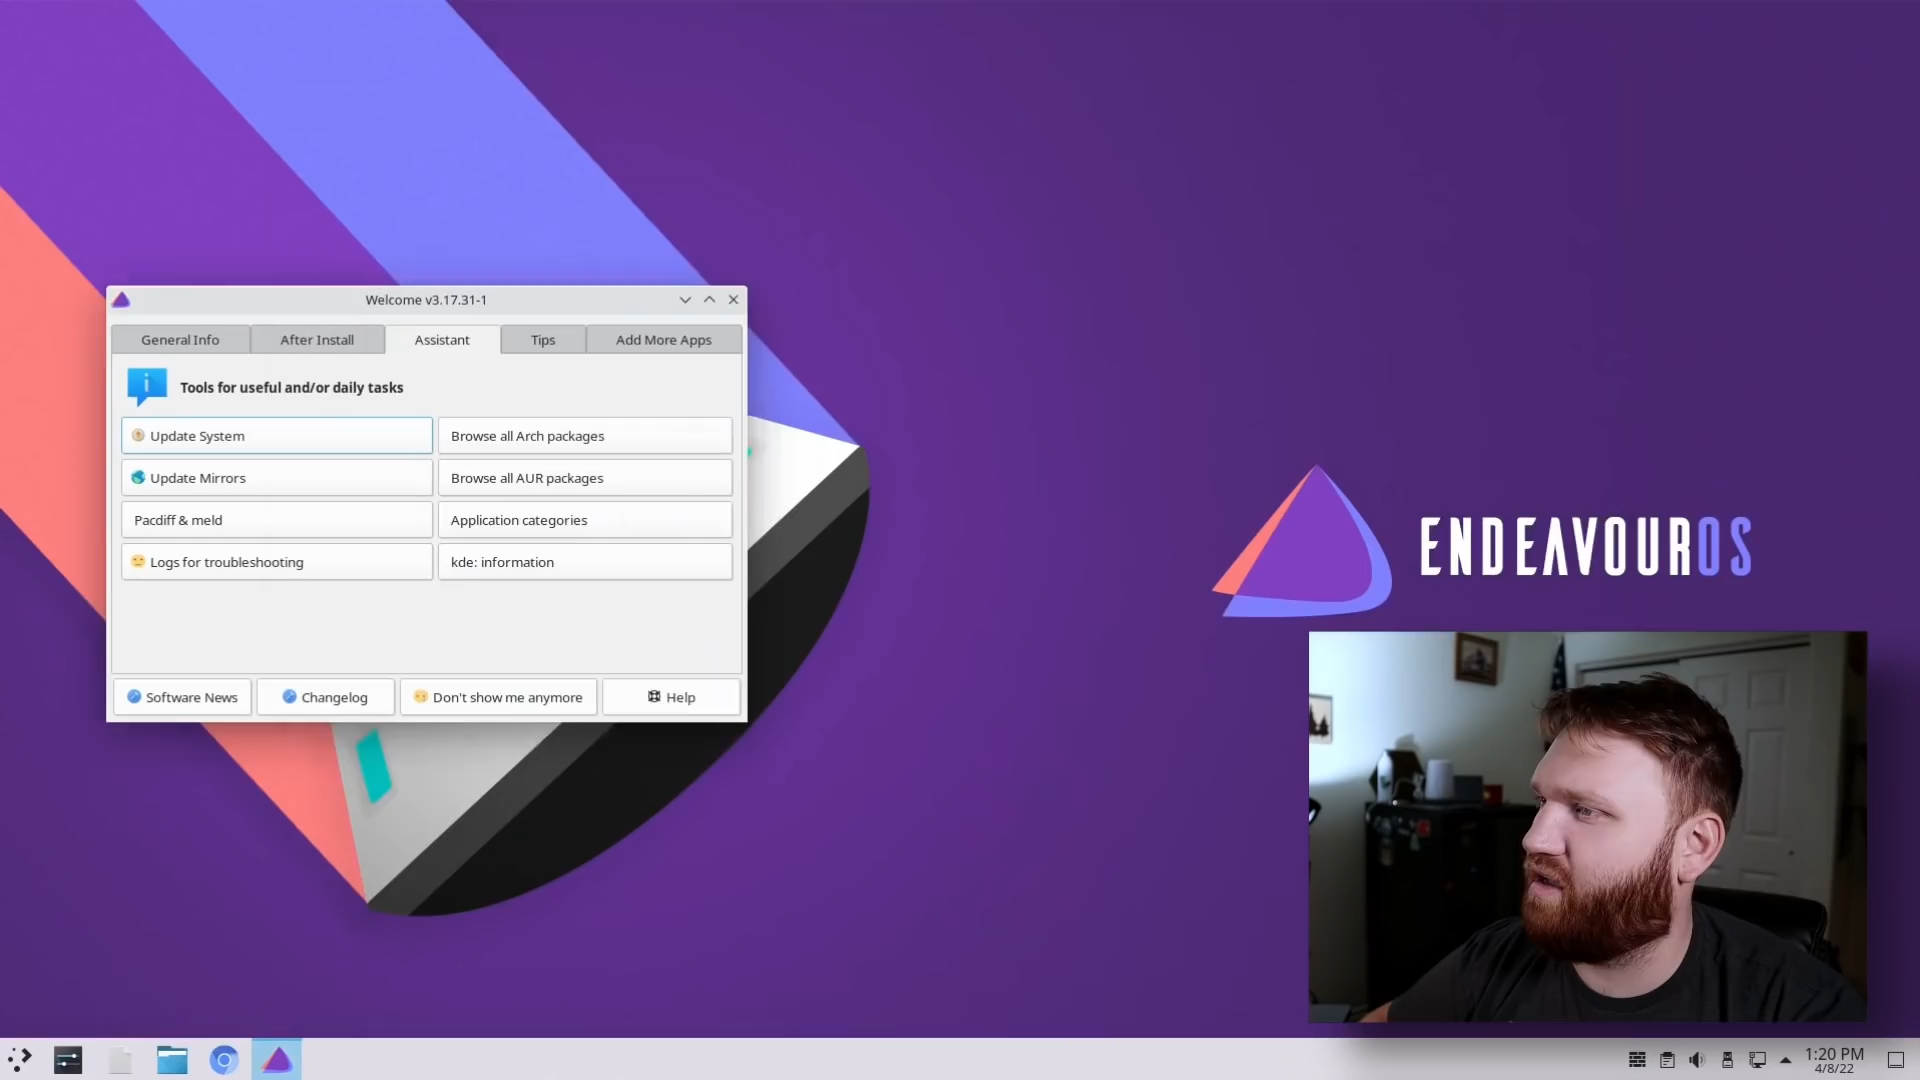 Welcome v3.17.31-1
General Info
After Install
Assistant
Tips
Add More Apps
Tools for useful and/or daily tasks
Update System
Browse all Arch packages
Update Mirrors
Browse all AUR packages
Pacdiff & meld
Application categories
Logs for troubleshooting
kde: information
Software News
Changelog
Don't show me anymore
Help
ENDEAVOUROS
1:20 PM
4/8/22